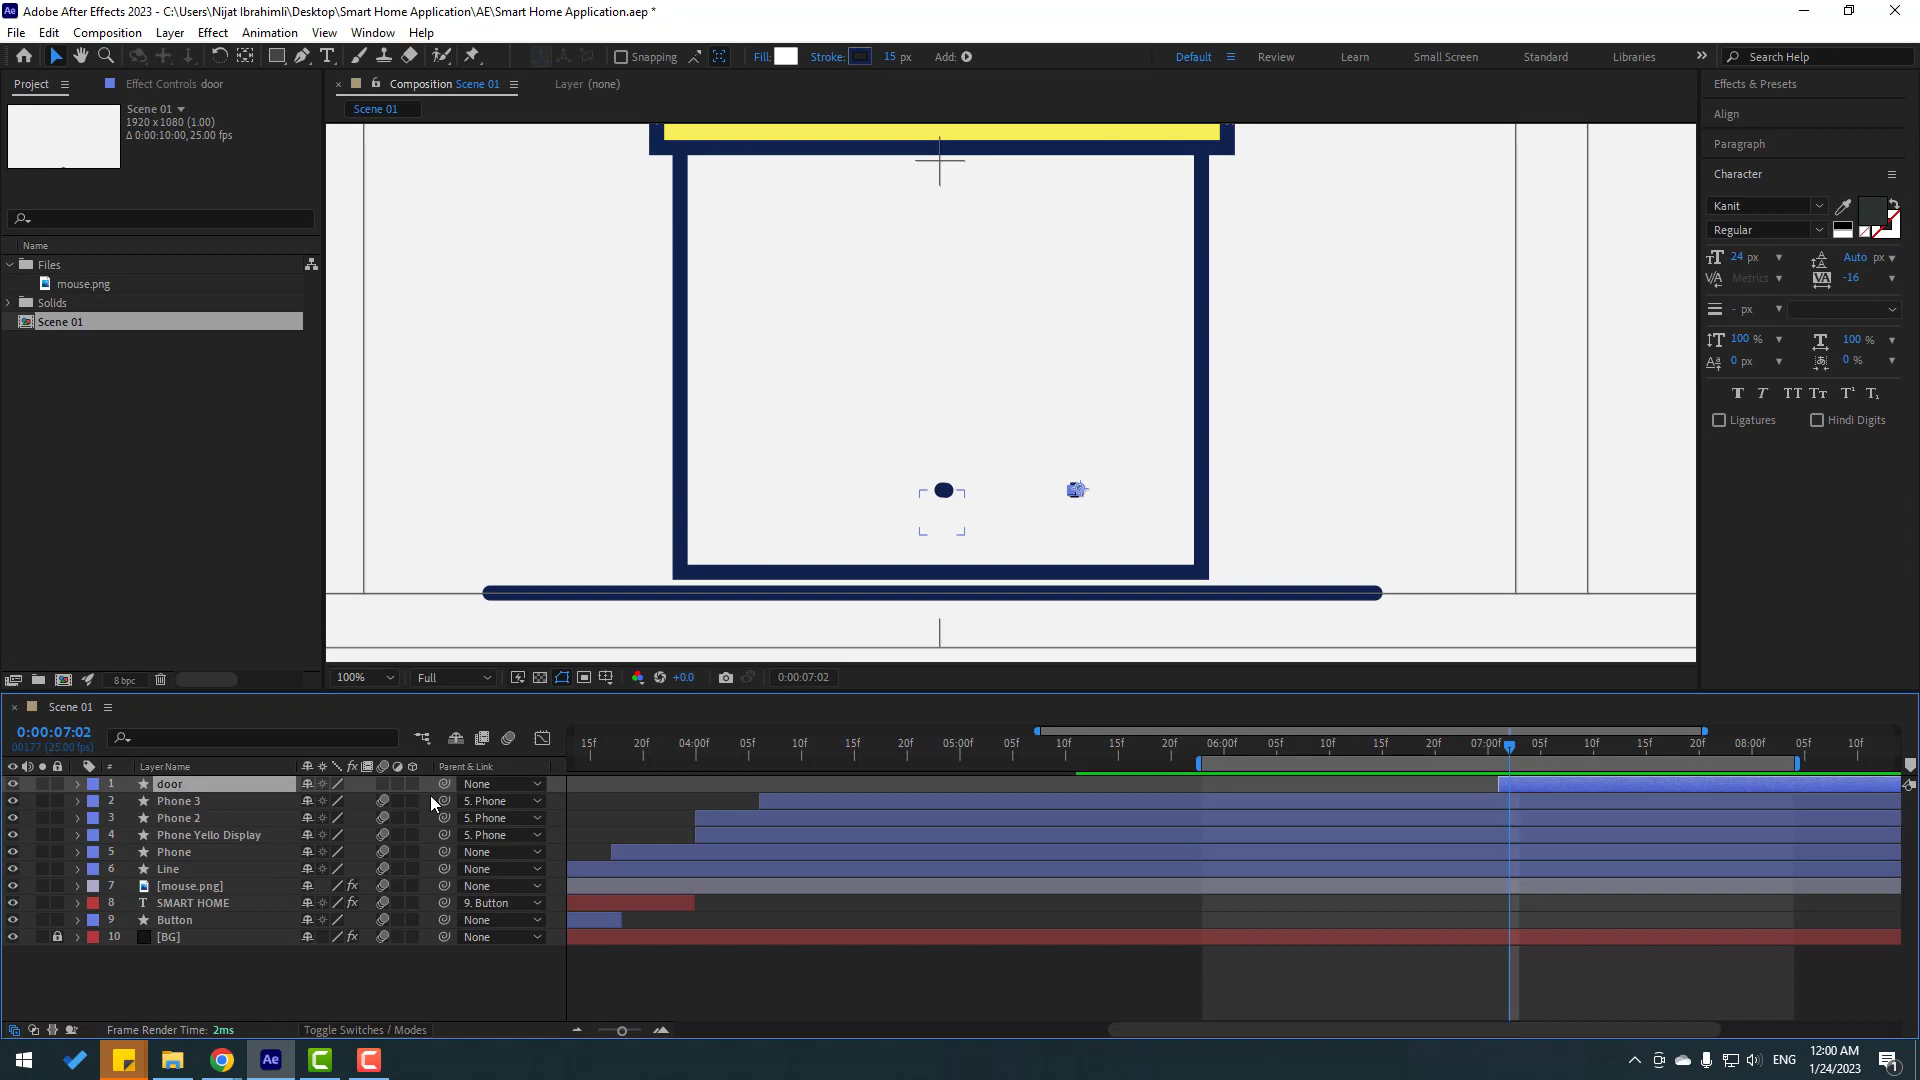 Adobe After Effects 2023 - C:\Users\Nijat Ibrahimli\Desktop\Smart Home Application\AE\Smart Home Application.aep *
File Edit Composition Layer Effect Animation View Window Help
Snapping Fill: Stroke: 15 px Add: Default Review Learn Small Screen Standard Libraries Search Help
Project Effect Controls door Composition Scene 01 Layer (none) Effects & Presets
Scene 01
1920 x 1080 (1.00)
Δ 0:00:10:00, 25.00 fps
Scene 01
Align
Paragraph
Character
Kanit
Regular
24 px Auto px
Metrics -16
- px
100 % 100 %
0 px 0 %
Ligatures Hindi Digits
Name
Files
mouse.png
Solids
Scene 01
8 bpc 100% Full +0.0 0:00:07:02
Scene 01
0:00:07:02
00177 (25.00 fps)
15f 20f 04:00f 05f 10f 15f 20f 05:00f 05f 10f 15f 20f 06:00f 05f 10f 15f 20f 07:00f 05f 10f 15f 20f 08:00f 05f 10f
# Layer Name Parent & Link
1 door None
2 Phone 3 5. Phone
3 Phone 2 5. Phone
4 Phone Yello Display 5. Phone
5 Phone None
6 Line None
7 [mouse.png] None
8 SMART HOME 9. Button
9 Button None
10 [BG] None
Frame Render Time: 2ms Toggle Switches / Modes
ENG 12:00 AM
1/24/2023